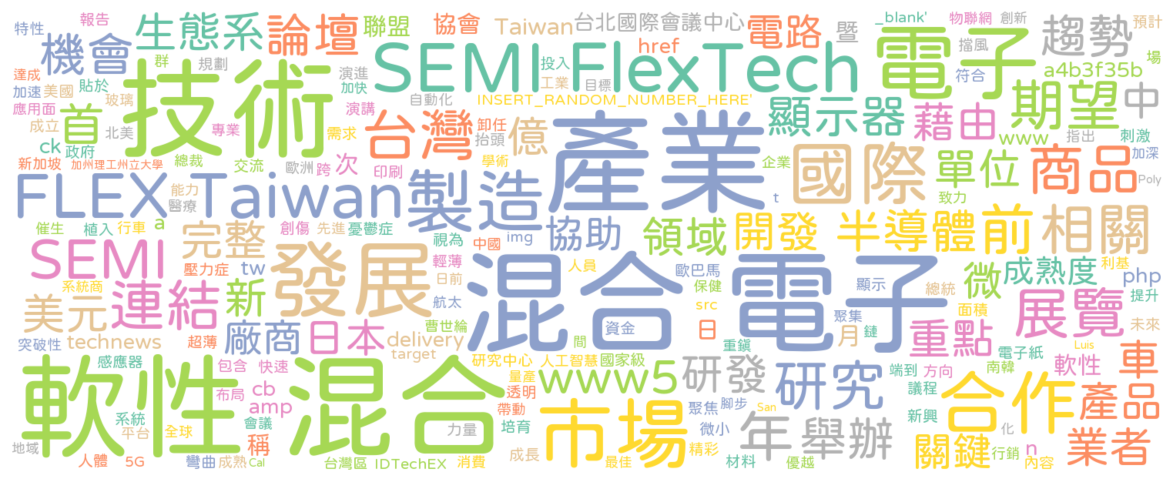 特性 報告 生態系 論壇 聯盟 協會 Taiwan 台北國際會議中心 電路 暨 _blank' 物聯網 創新 預計
機會 href 電子 趨勢 擋風 場
達成 群 SEMI FlexTech 投入 符合 a4b3f35b
加速 美國 貼於 規劃 演進 加快 工業 目標
應用面 玻璃 技術 自動化 INSERT_RANDOM_NUMBER_HERE' 顯示器 藉由 期望 中
成立 北美 首 專業 需求 演講 台灣 卸任 抬頭 億 產業 www 指出 刺激
ck 政府 總裁 交流 歐洲 跨 次 印刷 學術 企業 單位 商品 加深
新加坡 加州理工州立大學 國際 Poly
FLEX Taiwan 能力 醫療 製造 t 致力
催生 植入 行車 a 創傷 先進 憂鬱症 視為 img 協助 領域 開發 半導體 前 相關
SEMI 完整 壓力症 tw 發展 輕薄 中國 日前 混合 電子 人員 歐巴馬 保健 顯示 總統 微 成熟度 利基 php
系統商 航太 src 聚集 面積 提升
美元 連結 新 資金 日 月 鏈 展覽 未來
突破性 technews 超薄 廠商 日本 曹世綸 delivery target 間 重鎮 重點 Luis
感應器 包含 快速 研究中心 人工智慧 國家級 電子紙 南韓 軟性 車
軟性 混合 布局 cb amp 量產 透明 www5 研發 研究 端到 方向 議程 合作 產品
系統 平台 會議 帶動 培育 市場 聚焦 腳步 San 新興
地域 全球 稱 力量 微小 年 舉辦 化 關鍵 業者
人體 5G 彎曲 成熟 Cal 台灣區 IDTechEX 消費 成長 最佳 精彩 材料 優越 行銷 n 內容